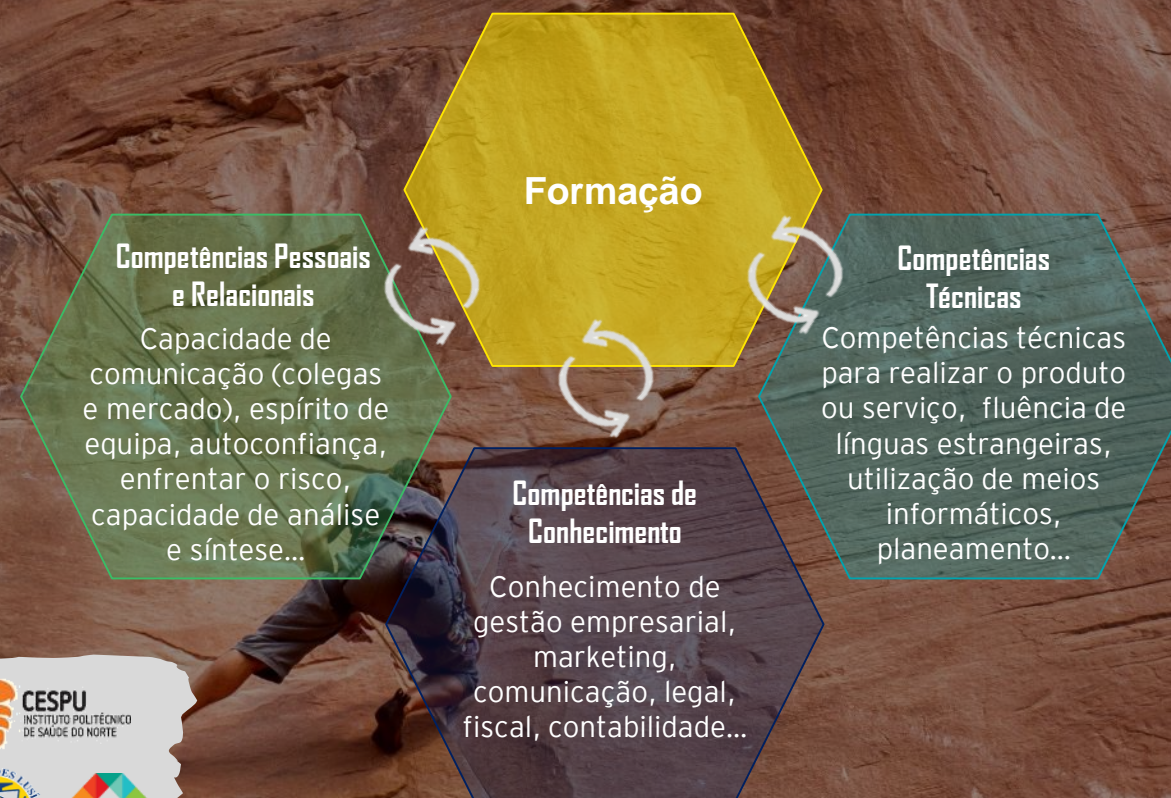 Formação
Competências Pessoais
e Relacionais
Capacidade de
comunicação (colegas
e mercado), espírito de
equipa, autoconfiança,
enfrentar o risco,
capacidade de análise
e síntese...
Competências de
Conhecimento
Conhecimento de
gestão empresarial,
marketing,
comunicação, legal,
fiscal, contabilidade...
Competências
Técnicas
Competências técnicas
para realizar o produto
ou serviço, fluência de
línguas estrangeiras,
utilização de meios
informáticos,
planeamento...
CESPU
INSTITUTO POLITÉCNICO
DE SAÚDE DO NORTE